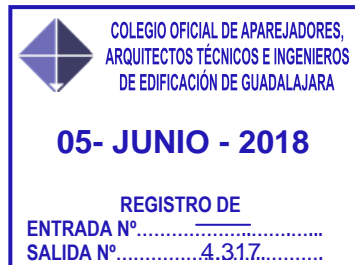 COLEGIO OFICIAL DE APAREJADORES,
ARQUITECTOS TÉCNICOS E INGENIEROS
DE EDIFICACIÓN DE GUADALAJARA
05- JUNIO - 2018
REGISTRO DE
ENTRADA Nº..............................
SALIDA Nº.............4.317.............